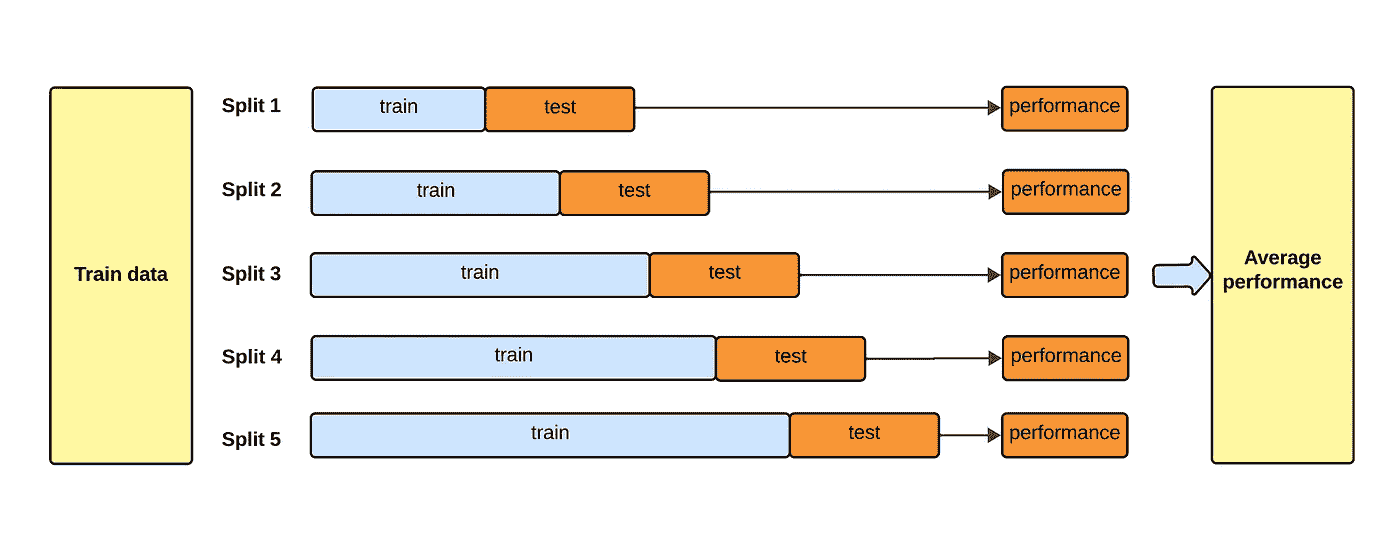 Train data
Split 1
train
test
performance
Split 2
train
test
performance
Split 3
train
test
performance
Split 4
train
test
performance
Split 5
train
test
performance
Average
performance